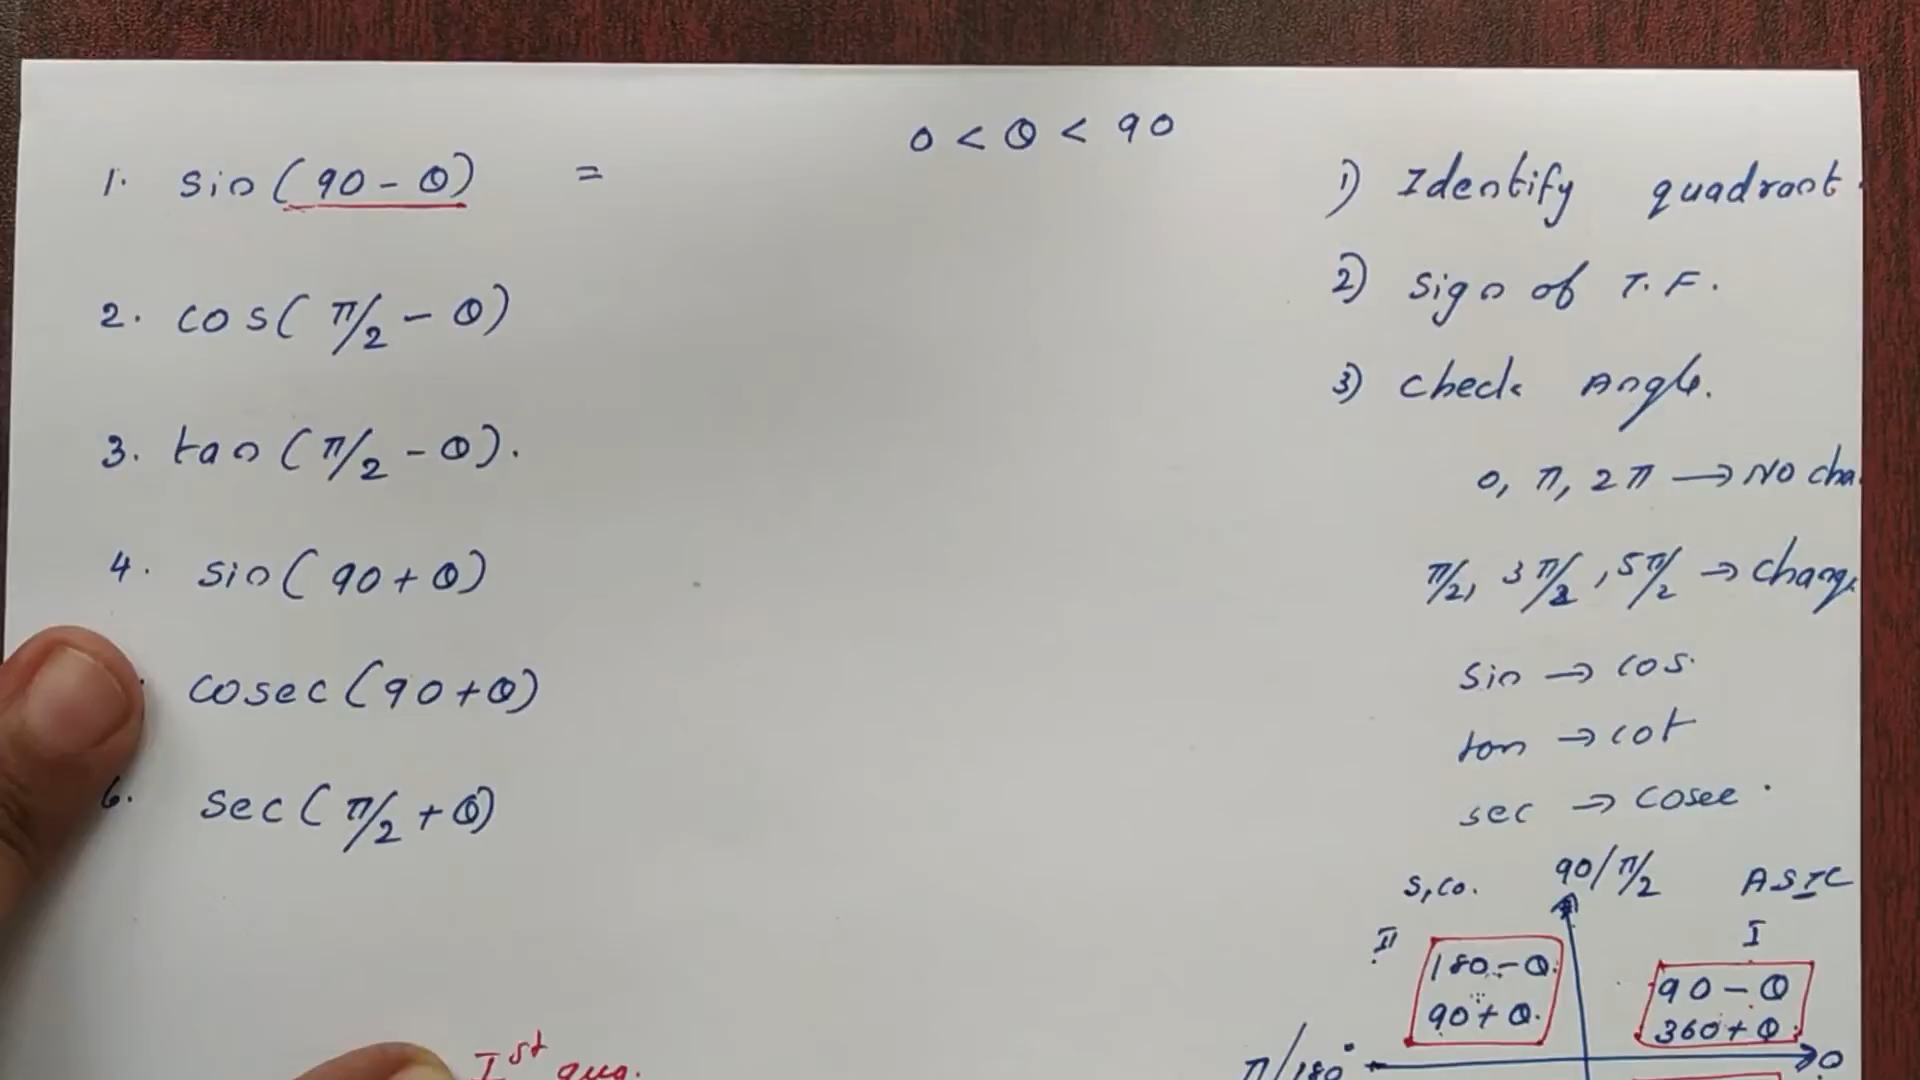 0 < θ < 90
1. sin(90 - θ) =
2. cos(π/2 - θ)
3. tan(π/2 - θ).
4. sin(90 + θ)
cosec(90+θ)
6. sec(π/2 + θ)
1) Identify quadrant.
2) Sign of T.F.
3) check Angle.
0, π, 2π → No cha
π/2, 3π/2, 5π/2 → Change
sin → cos.
tan → cot
sec → cosec.
90/π/2
S, Co. ASTC
II I
180 - θ. 90 - θ
90 + θ. 360 + θ.
π/180° 0
Ist qua.